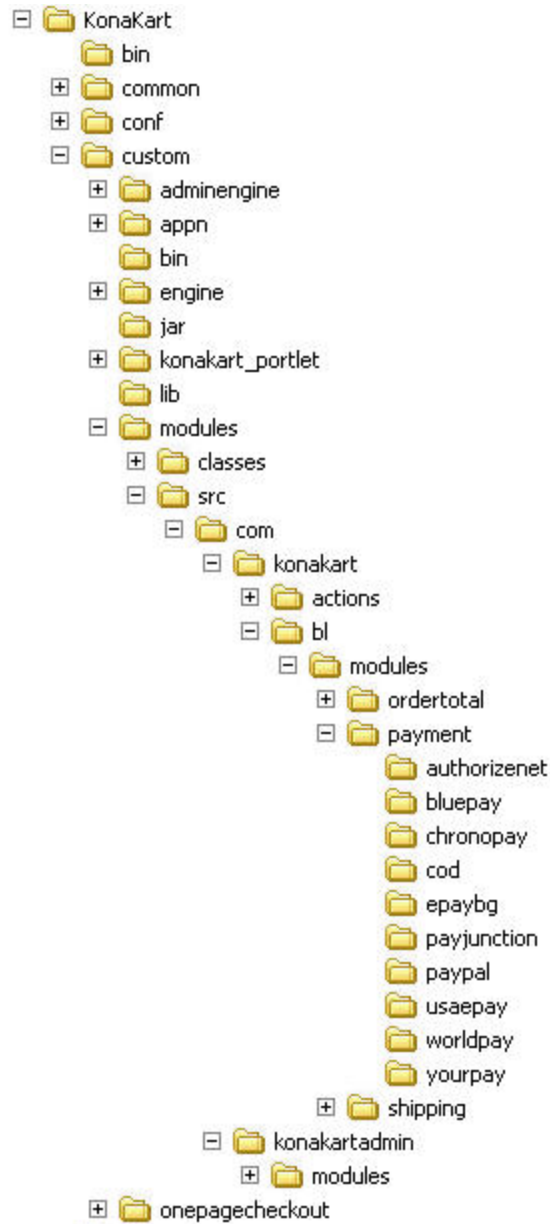 KonaKart
bin
common
conf
custom
adminengine
appn
bin
engine
jar
konakart_portlet
lib
modules
classes
src
com
konakart
actions
bl
modules
ordertotal
payment
authorizenet
bluepay
chronopay
cod
epaybg
payjunction
paypal
usaepay
worldpay
yourpay
shipping
konakartadmin
modules
onepagecheckout